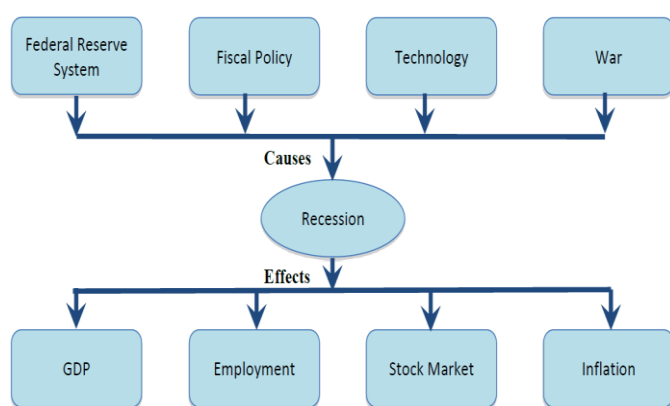 Federal Reserve
System
Fiscal Policy
Technology
War
Causes
Recession
Effects
GDP
Employment
Stock Market
Inflation